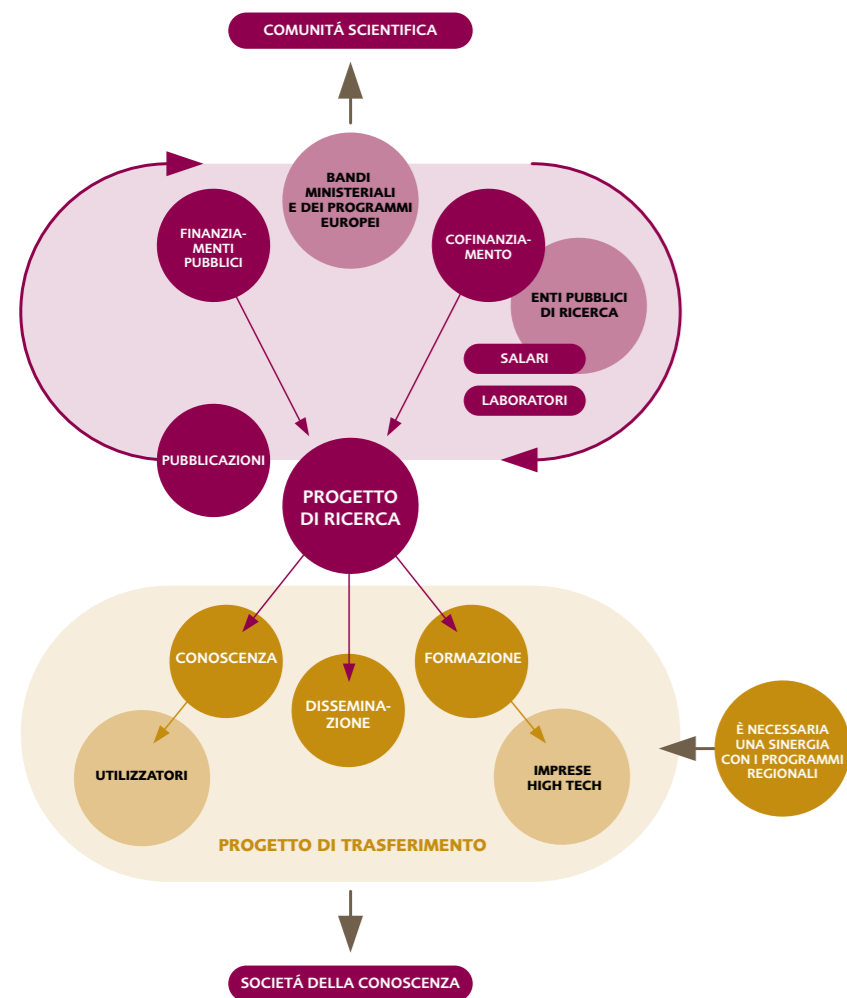 COMUNITÁ SCIENTIFICA
BANDI
MINISTERIALI
E DEI PROGRAMMI
EUROPEI
FINANZIA-
MENTI
PUBBLICI
COFINANZIA-
MENTO
ENTI PUBBLICI
DI RICERCA
SALARI
LABORATORI
PUBBLICAZIONI
PROGETTO
DI RICERCA
CONOSCENZA
FORMAZIONE
DISSEMINA-
ZIONE
UTILIZZATORI
IMPRESE
HIGH TECH
È NECESSARIA
UNA SINERGIA
CON I PROGRAMMI
REGIONALI
PROGETTO DI TRASFERIMENTO
SOCIETÁ DELLA CONOSCENZA